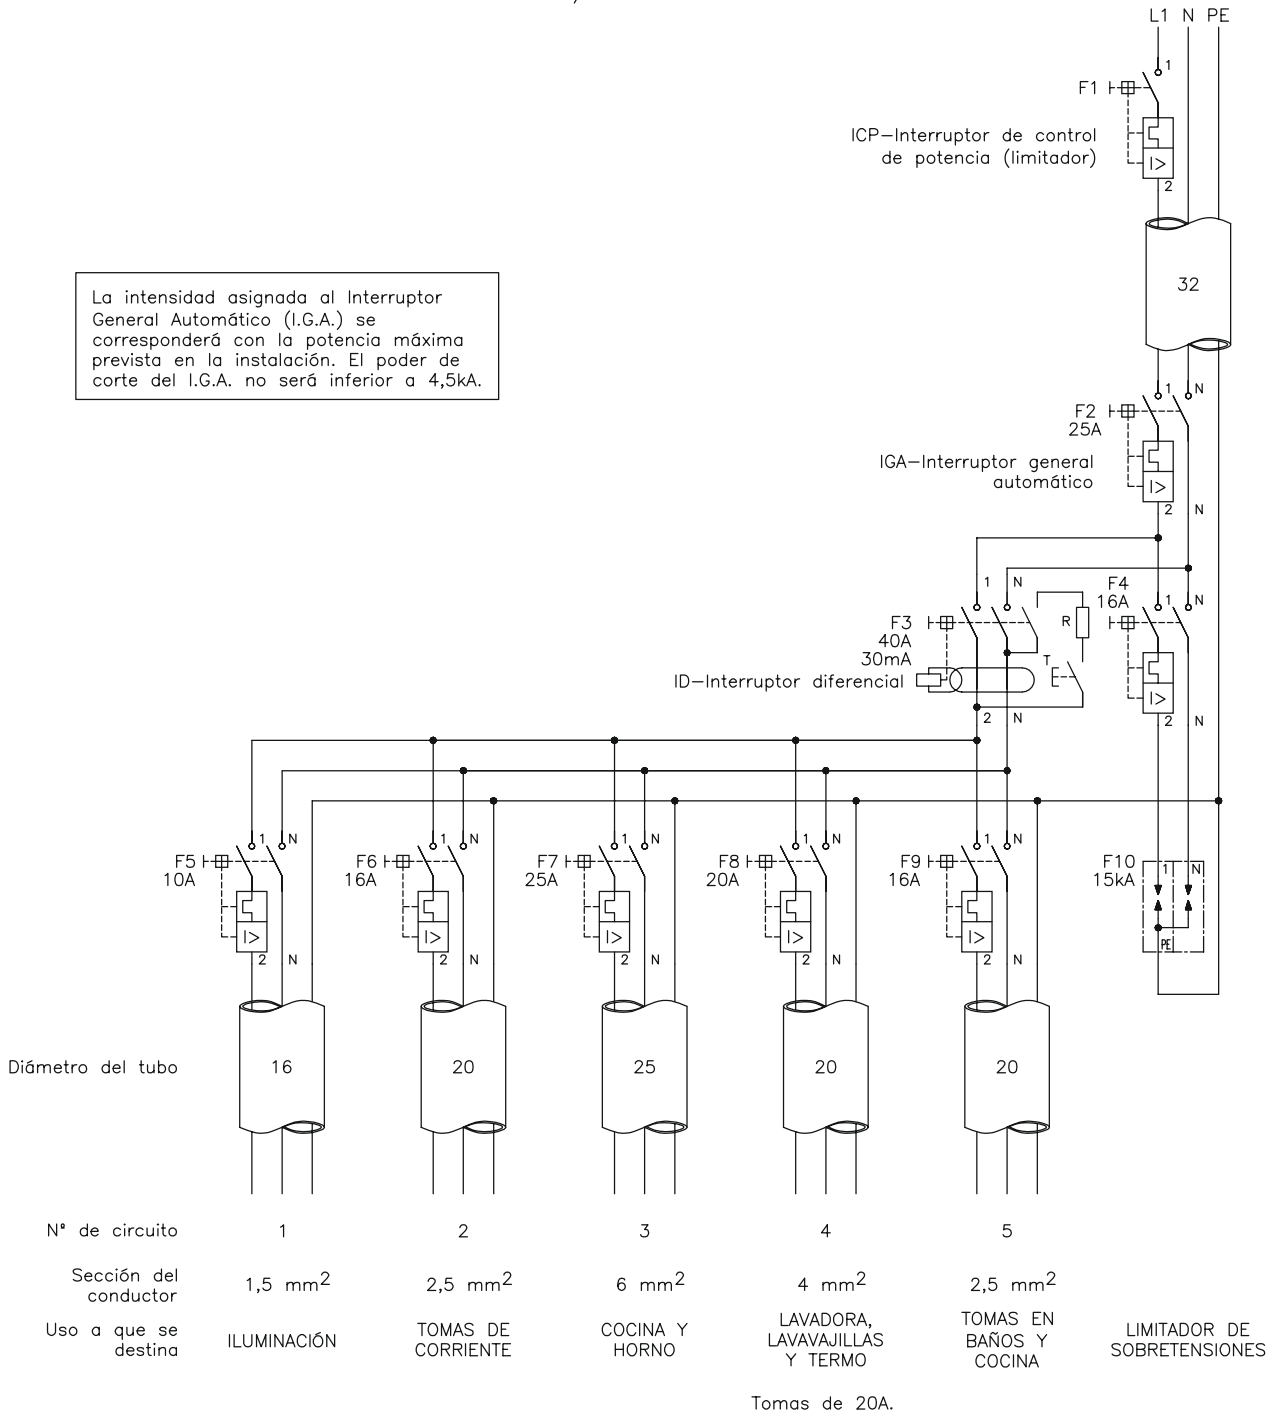 L1 N PE
1
F1
ICP-Interruptor de control
de potencia (limitador)
I>
2
32
La intensidad asignada al Interruptor
General Automático (I.G.A.) se
corresponderá con la potencia máxima
prevista en la instalación. El poder de
corte del I.G.A. no será inferior a 4,5kA.
1 N
F2
25A
IGA-Interruptor general
automático
I>
2 N
1 N
F3
40A
30mA
R
T
ID-Interruptor diferencial
2 N
F4
16A
1 N
I>
2 N
F5
10A
1 N
I>
2 N
F6
16A
1 N
I>
2 N
F7
25A
1 N
I>
2 N
F8
20A
1 N
I>
2 N
F9
16A
1 N
I>
2 N
F10
15kA
1 N
PE
Diámetro del tubo 16 20 25 20 20
Nº de circuito 1 2 3 4 5
Sección del
conductor
1,5 mm² 2,5 mm² 6 mm² 4 mm² 2,5 mm²
Uso a que se
destina
ILUMINACIÓN
TOMAS DE
CORRIENTE
COCINA Y
HORNO
LAVADORA,
LAVAVAJILLAS
Y TERMO
TOMAS EN
BAÑOS Y
COCINA
LIMITADOR DE
SOBRETENSIONES
Tomas de 20A.